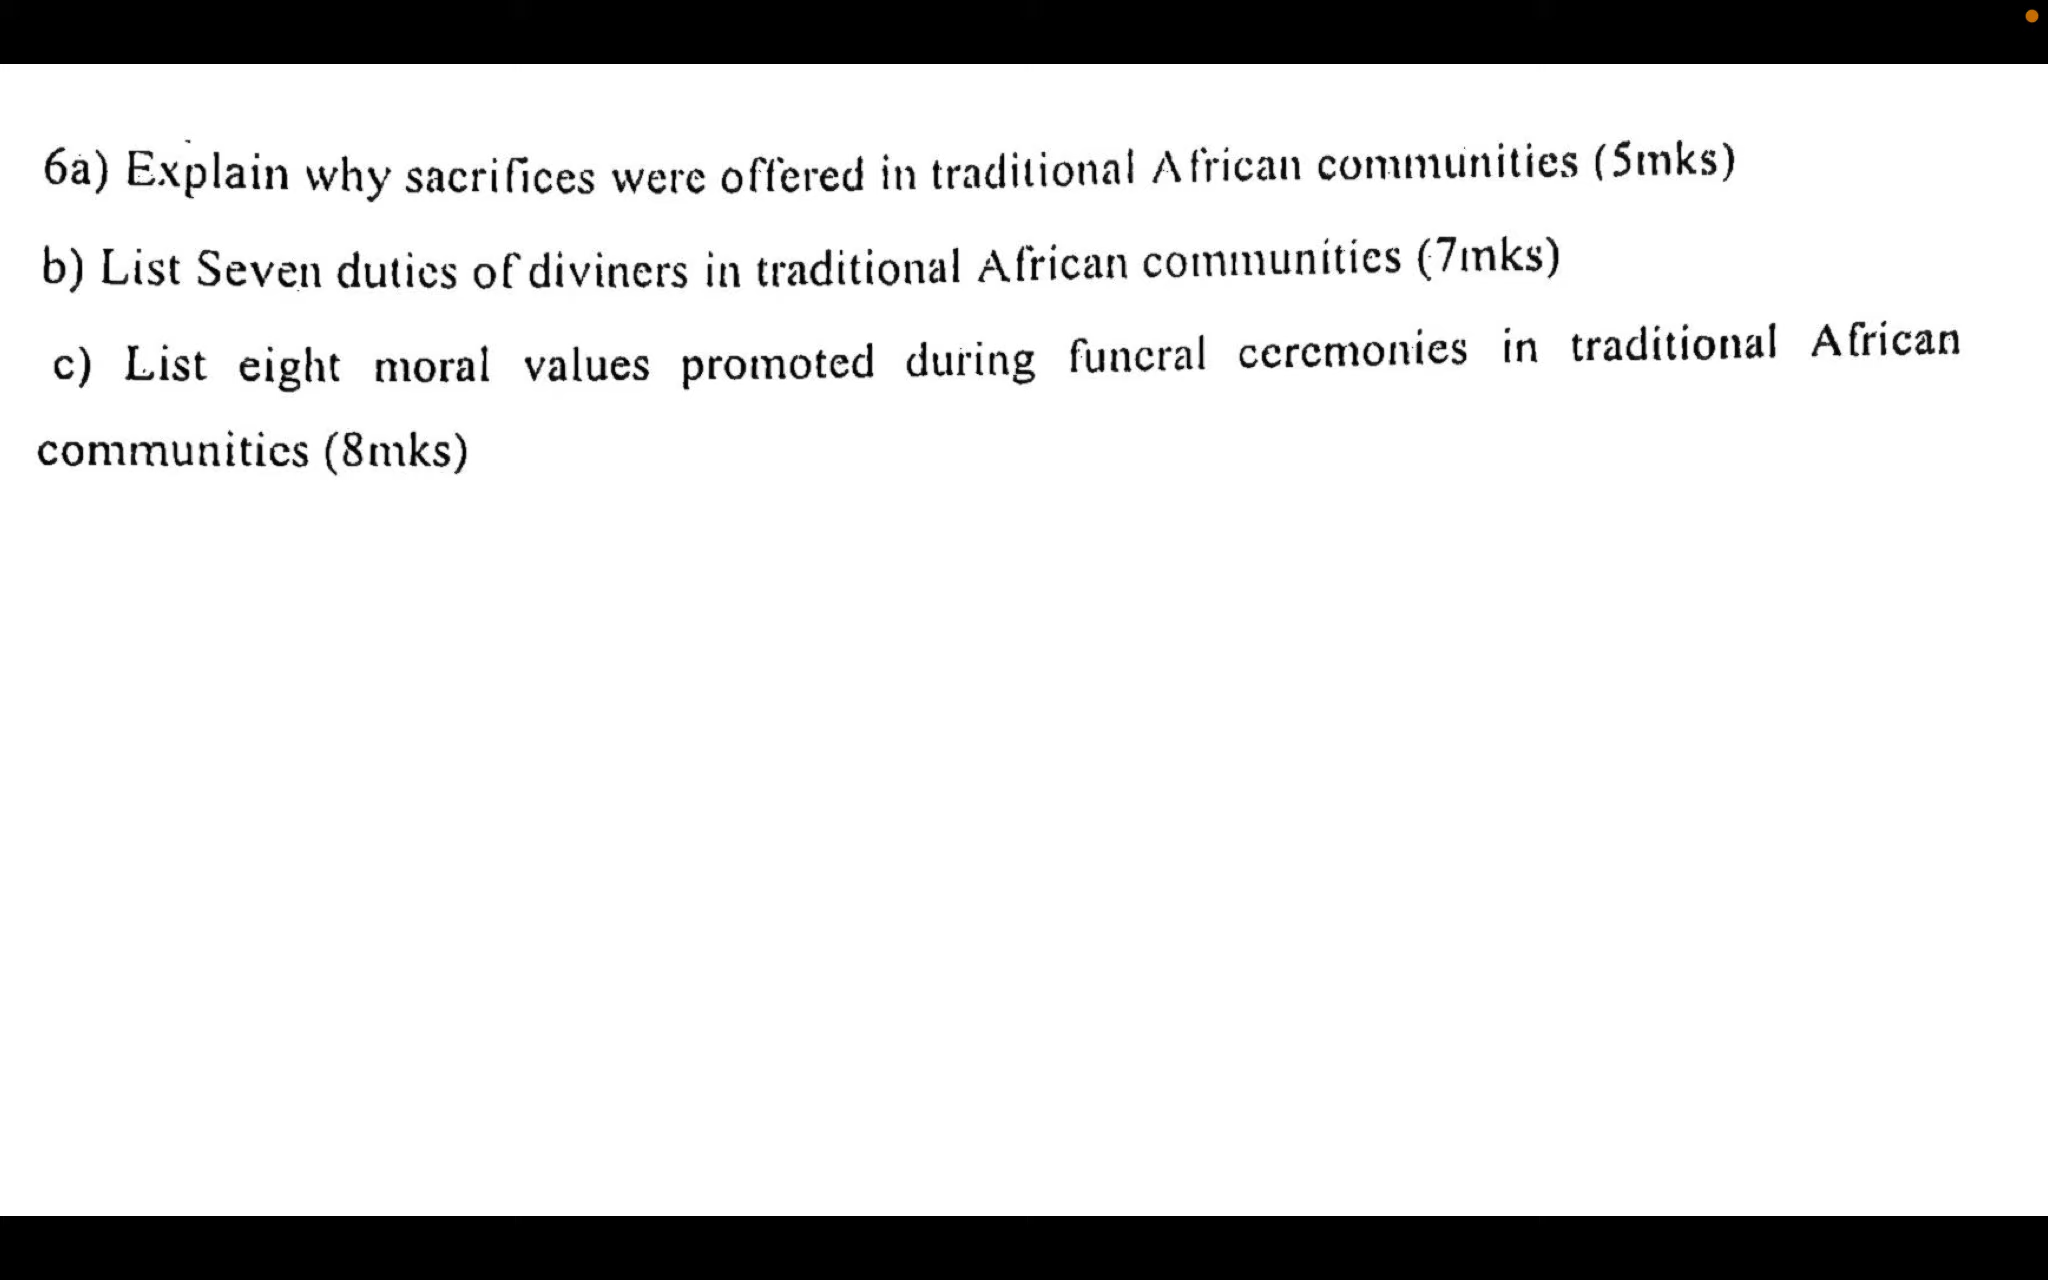 6a) Explain why sacrifices were offered in traditional African communities (5mks)
b) List Seven duties of diviners in traditional African communities (7mks)
c) List eight moral values promoted during funeral ceremonies in traditional African
communities (8mks)